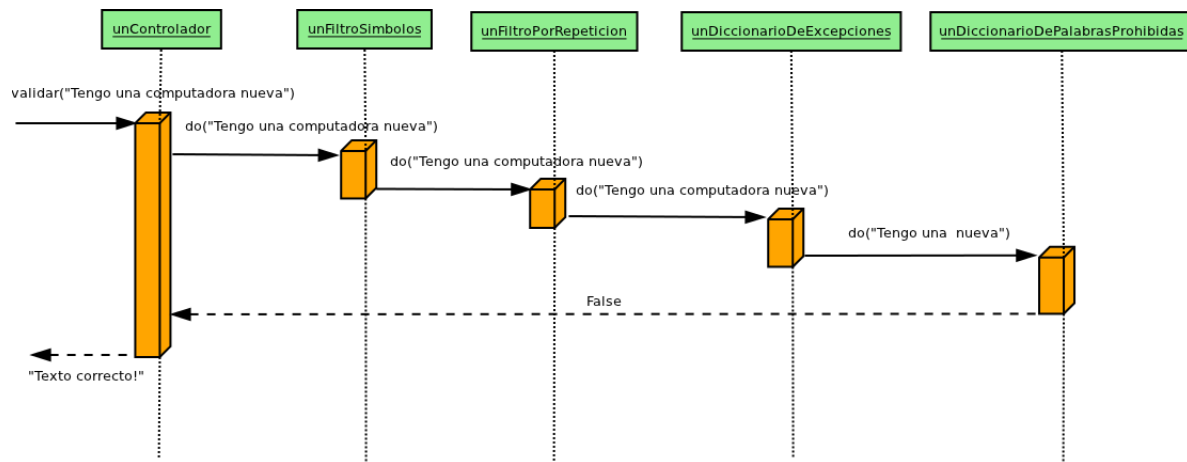 unControlador
unFiltroSimbolos
unFiltroPorRepeticion
unDiccionarioDeExcepciones
unDiccionarioDePalabrasProhibidas
validar("Tengo una computadora nueva")
do("Tengo una computadora nueva")
do("Tengo una computadora nueva")
do("Tengo una computadora nueva")
do("Tengo una  nueva")
False
"Texto correcto!"